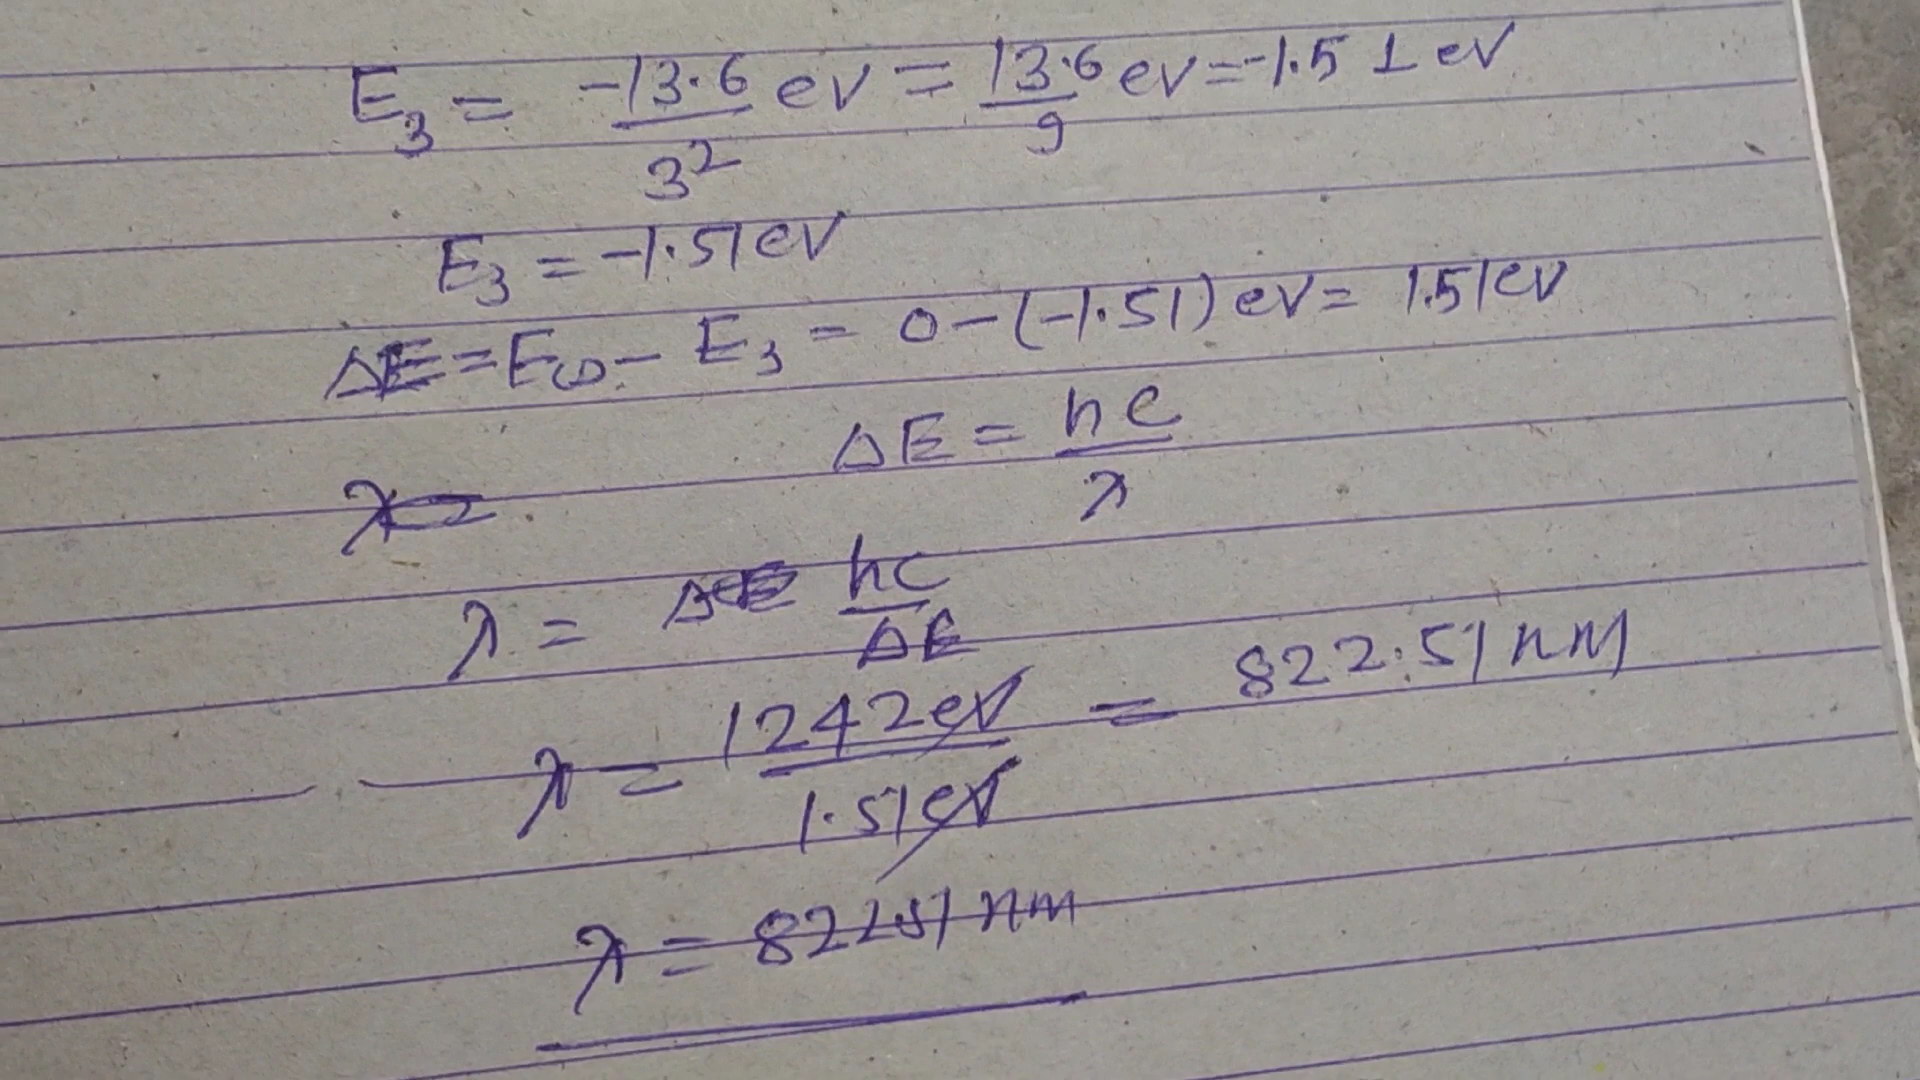 E₃ = -13.6/3² eV = 13.6/9 eV = -1.51 eV
E₃ = -1.51 eV
ΔE = E∞ - E₃ = 0 - (-1.51) eV = 1.51 eV
ΔE = hc/λ
λ =
λ = ΔE hc/ΔE
λ = 1242 eV/1.51 eV = 822.51 nM
λ = 822.51 nm